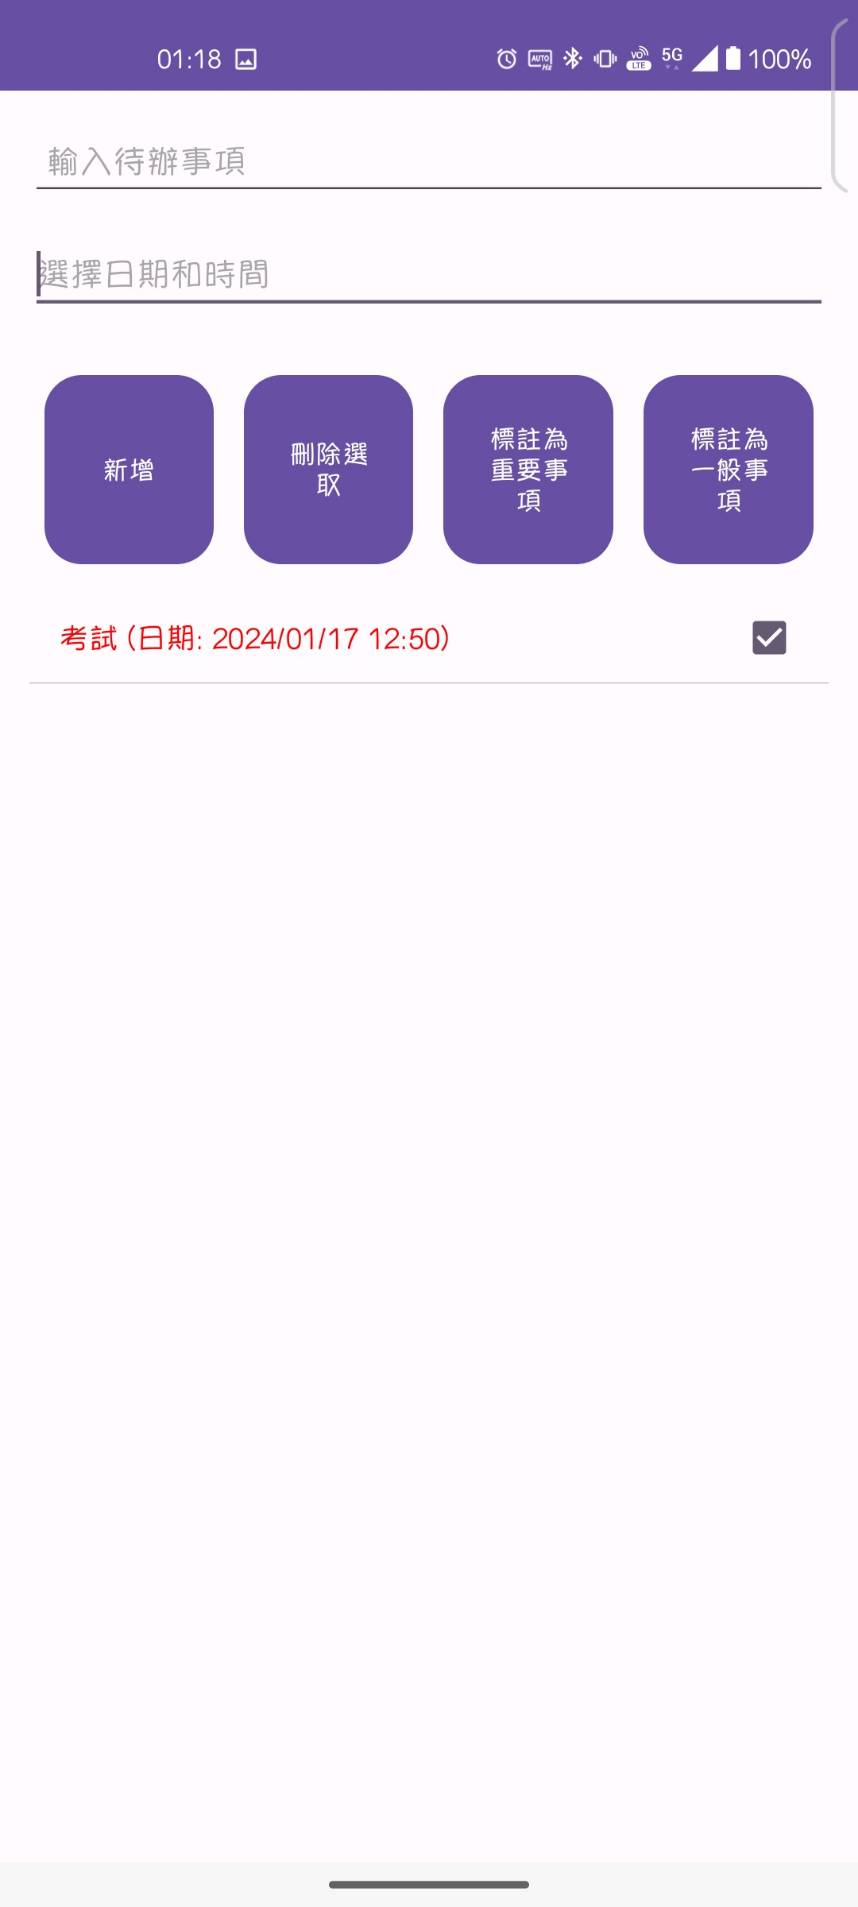 01:18 AUTO Hz VO LTE 5G 100%
輸入待辦事項
選擇日期和時間
新增
刪除選
取
標註為
重要事
項
標註為
一般事
項
考試 (日期: 2024/01/17 12:50)